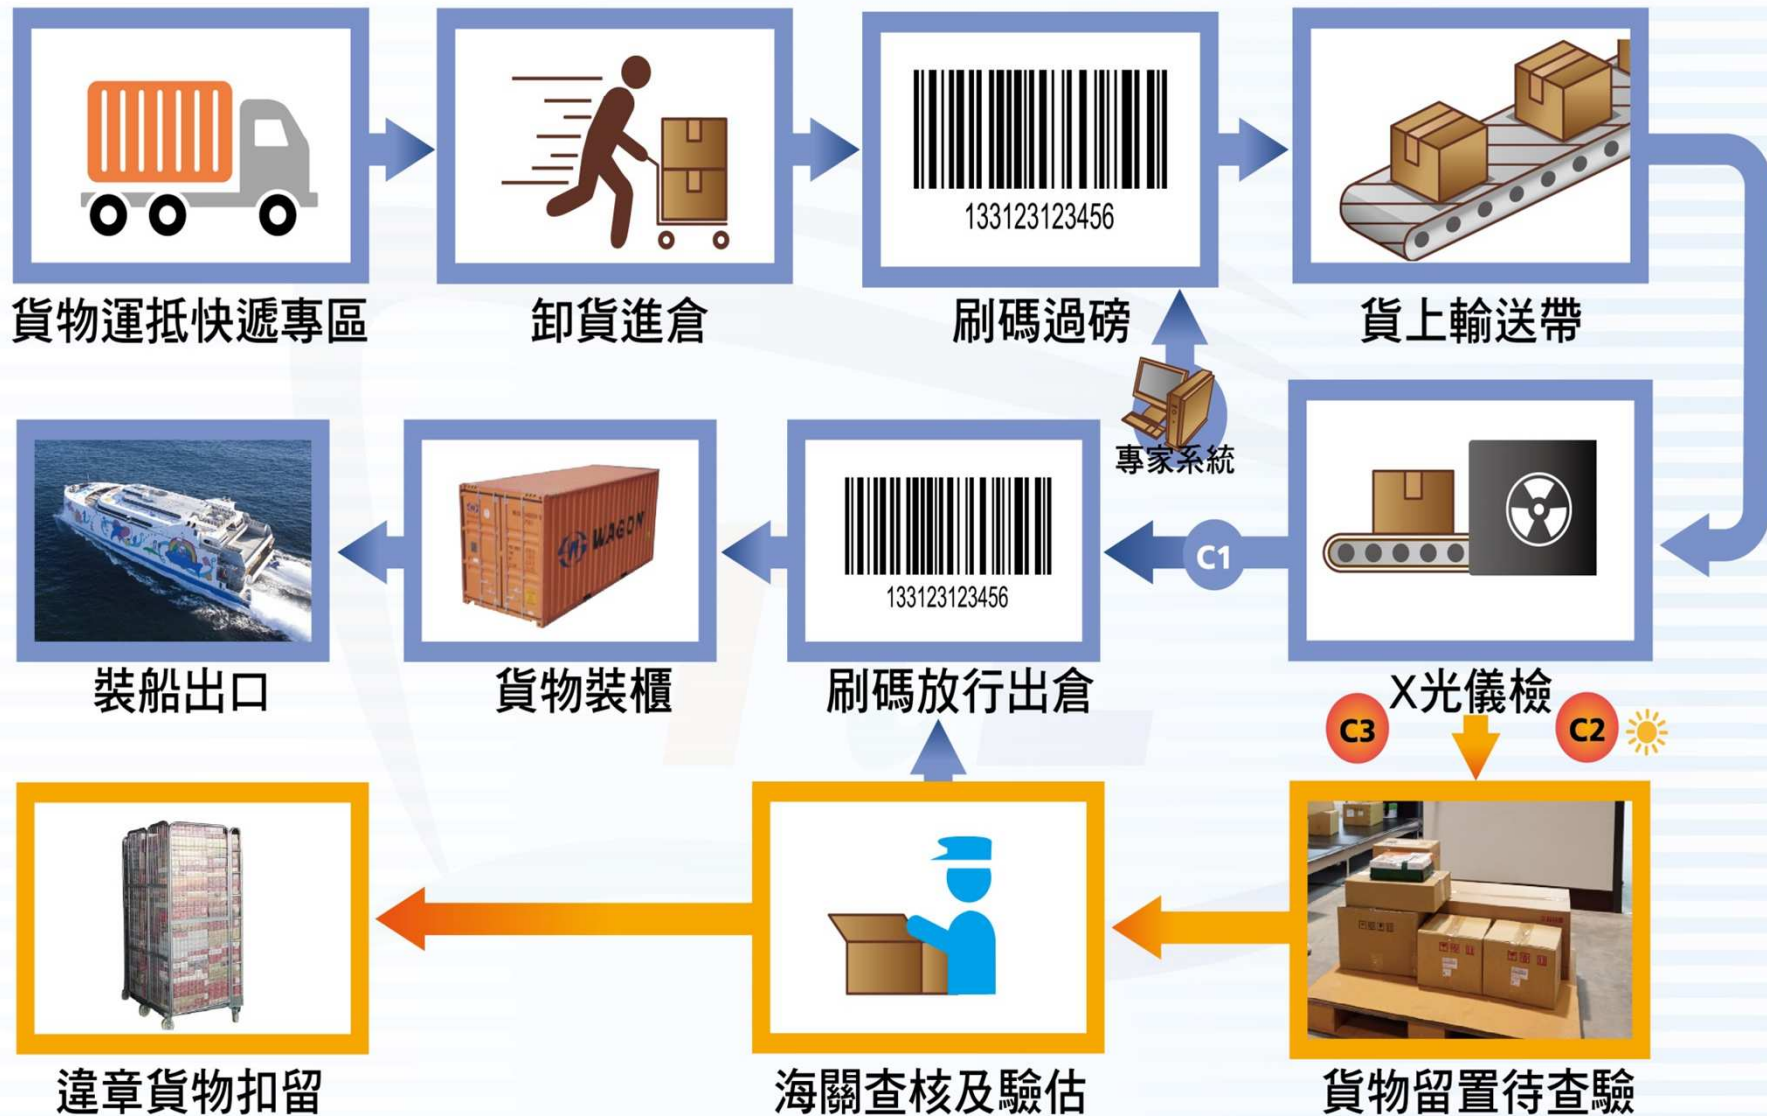 133123123456
貨物運抵快遞專區
卸貨進倉
刷碼過磅
貨上輸送帶
專家系統
WAGON
133123123456
C1
裝船出口
貨物裝櫃
刷碼放行出倉
X光儀檢
C3
C2
違章貨物扣留
海關查核及驗估
貨物留置待查驗